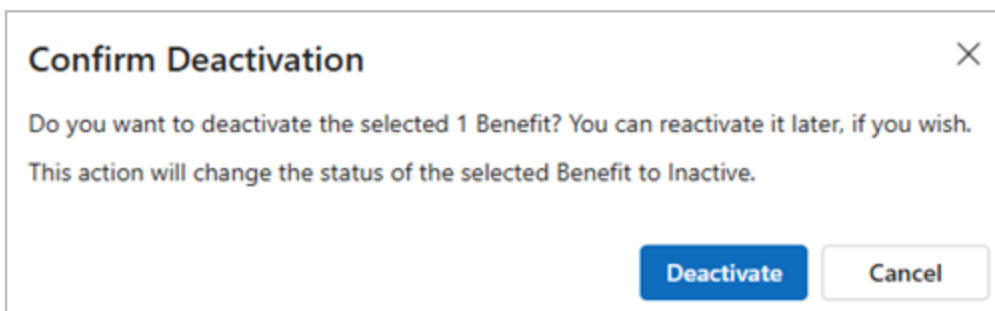 Confirm Deactivation
Do you want to deactivate the selected 1 Benefit? You can reactivate it later, if you wish.
This action will change the status of the selected Benefit to Inactive.
Deactivate Cancel